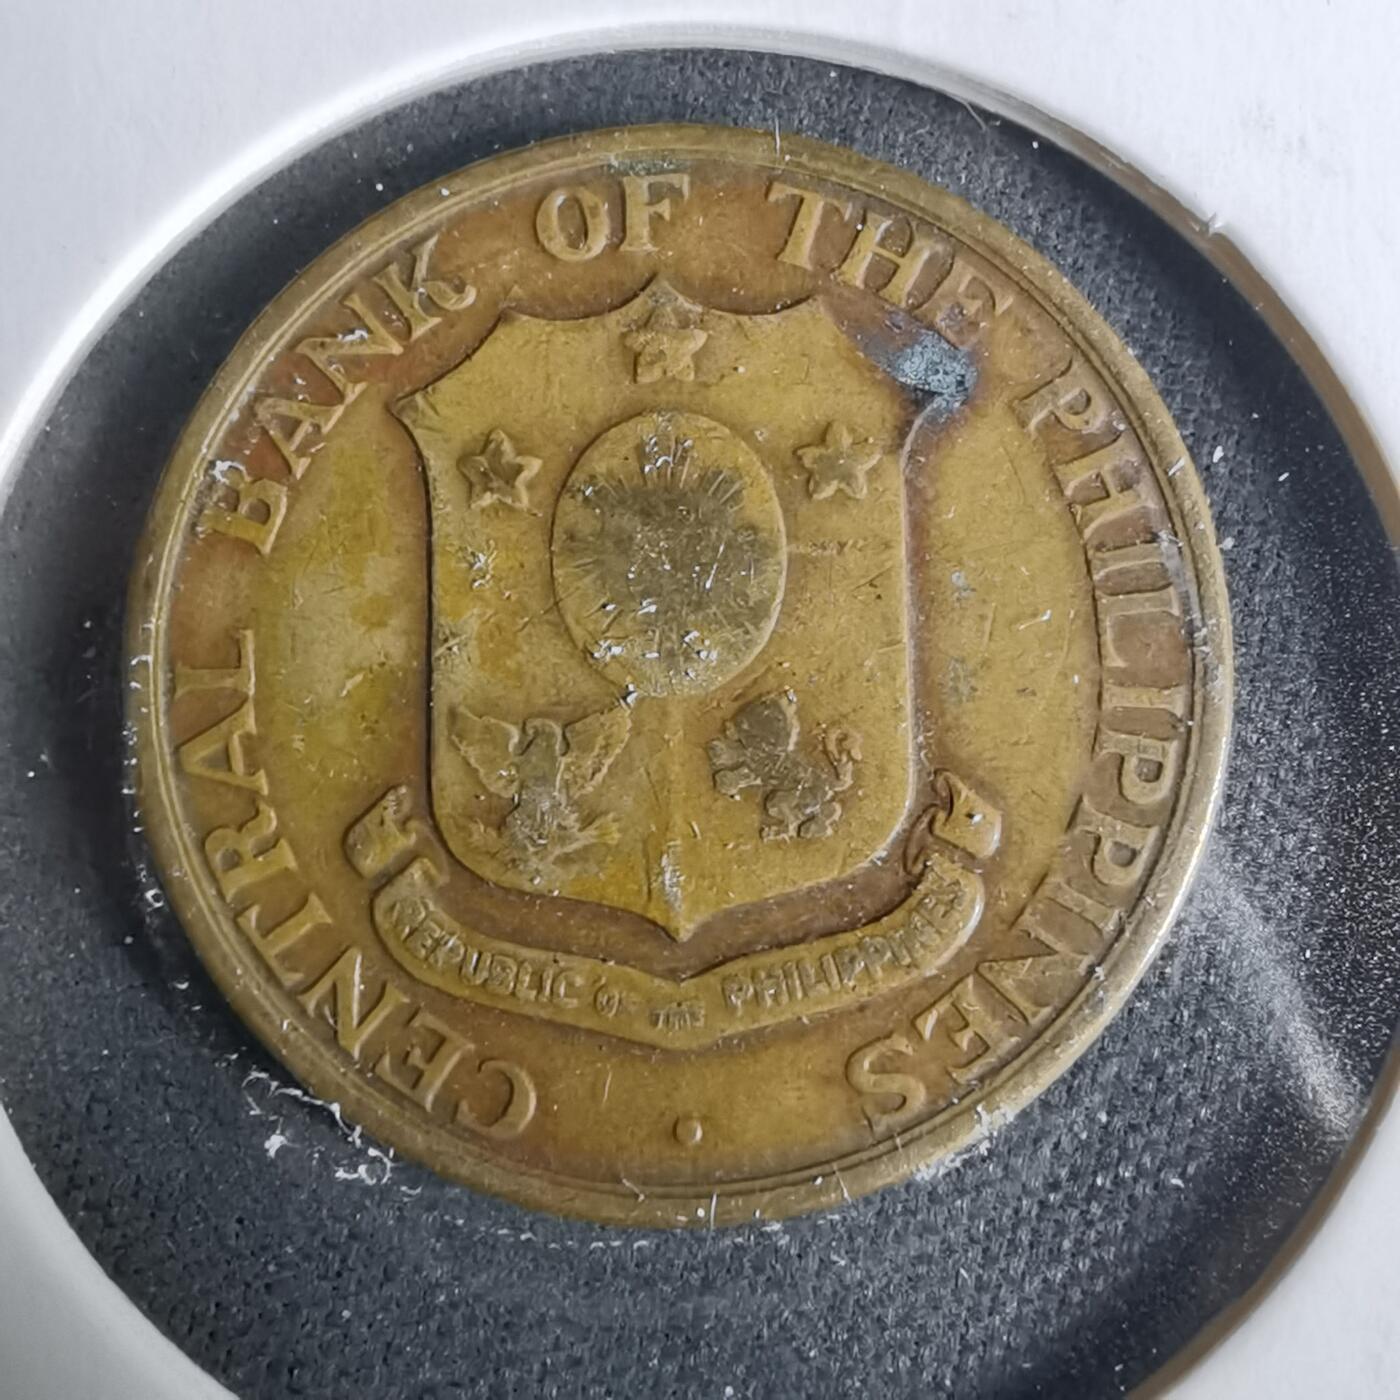 CENTRAL BANK OF THE PHILIPPINES
REPUBLIC OF THE PHILIPPINES